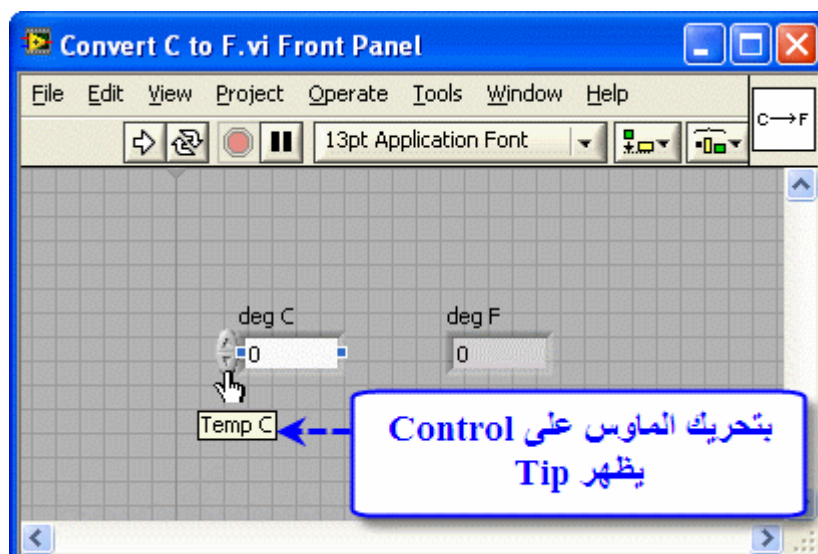 Convert C to F.vi Front Panel
File Edit View Project Operate Tools Window Help
13pt Application Font
C→F
deg C
deg F
0
0
Temp C
بتحريك الماوس على Control
يظهر Tip